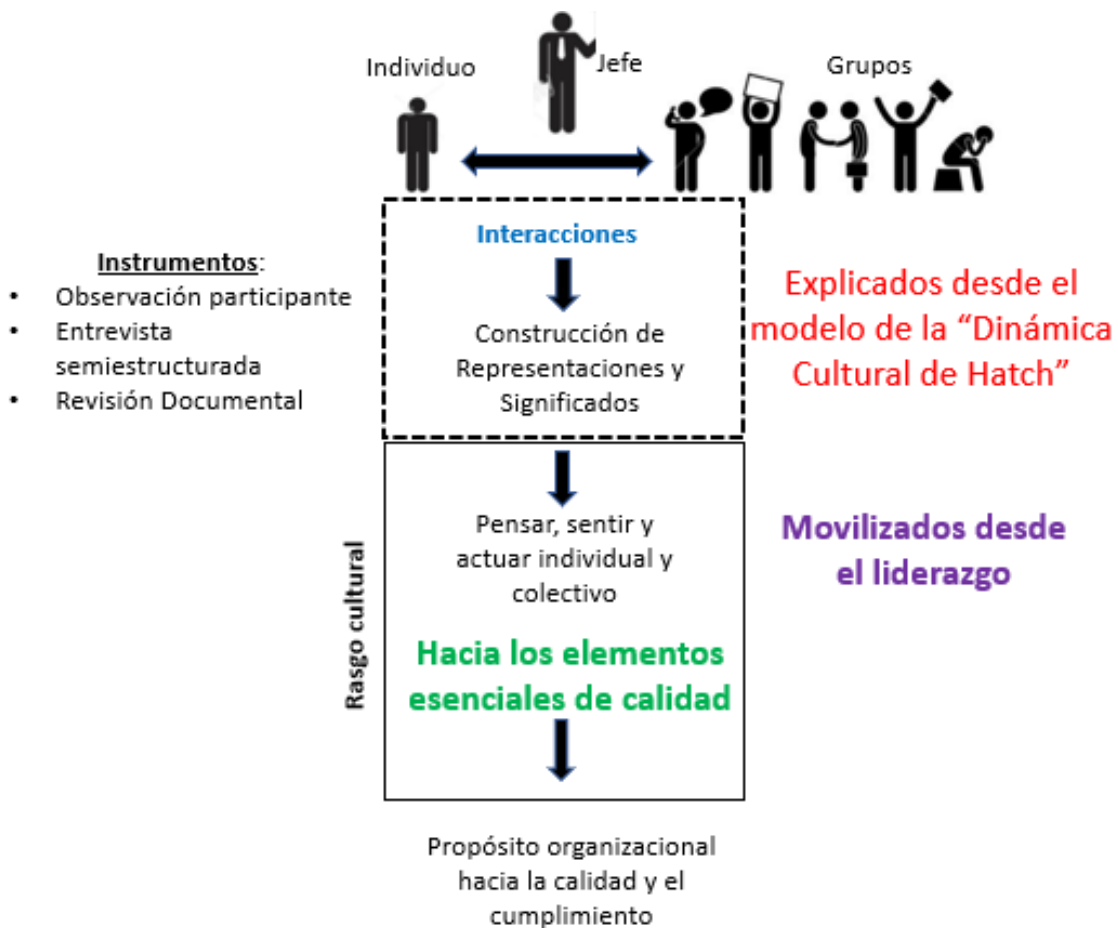 Individuo
Jefe
Grupos
Interacciones
Instrumentos:
• Observación participante
• Entrevista
semiestructurada
• Revisión Documental
Construcción de
Representaciones y
Significados
Explicados desde el
modelo de la “Dinámica
Cultural de Hatch”
Rasgo cultural
Pensar, sentir y
actuar individual y
colectivo
Hacia los elementos
esenciales de calidad
Movilizados desde
el liderazgo
Propósito organizacional
hacia la calidad y el
cumplimiento